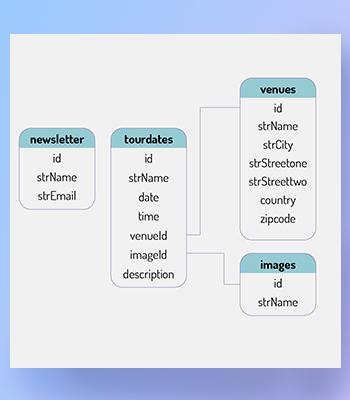 newsletter
id
strName
strEmail
tourdates
id
strName
date
time
venueId
imageId
description
venues
id
strName
strCity
strStreetone
strStreettwo
country
zipcode
images
id
strName